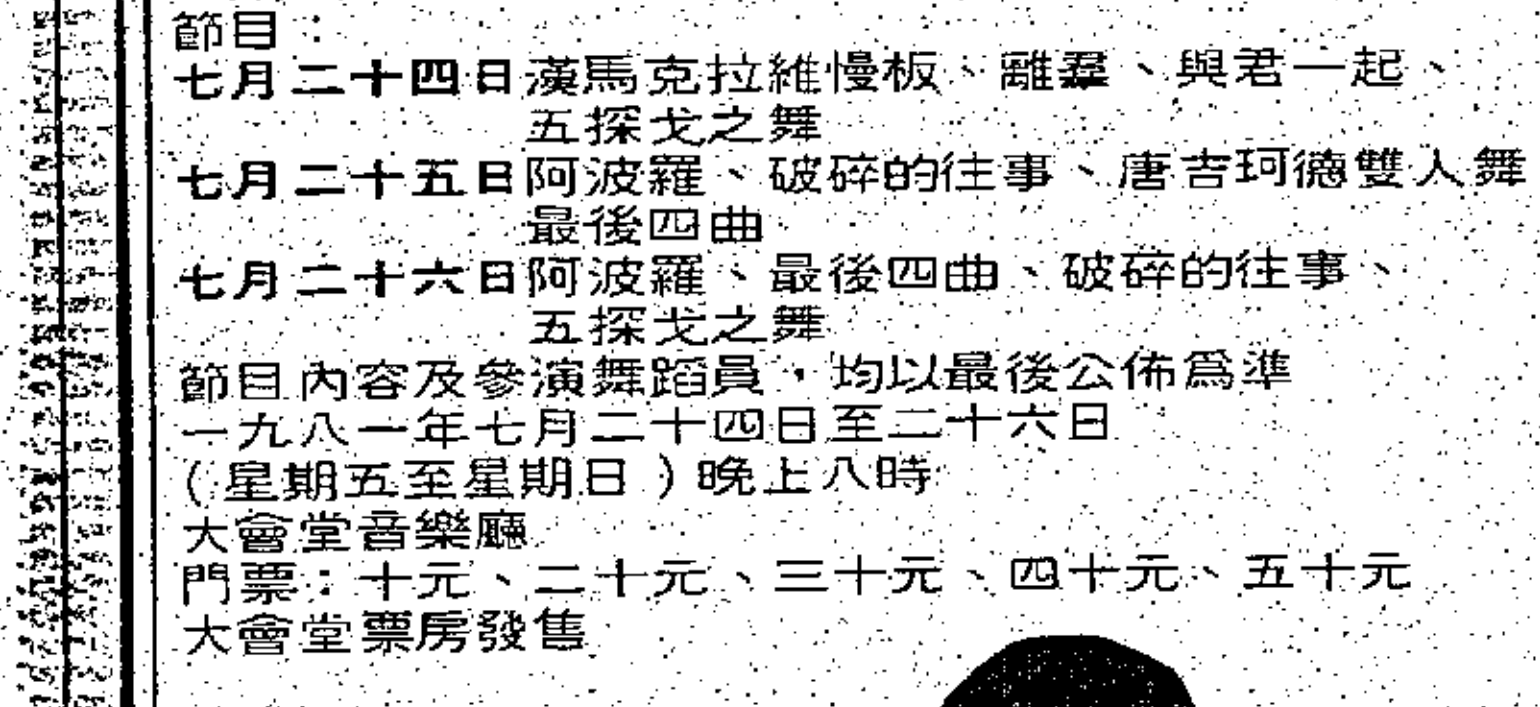 節目：
七月二十四日漢馬克拉維慢板、離羣、與君一起、
五探戈之舞
七月二十五日阿波羅、破碎的往事、唐吉珂德雙人舞
最後四曲
七月二十六日阿波羅、最後四曲、破碎的往事、
五探戈之舞
節目內容及參演舞蹈員，均以最後公佈爲準
一九八一年七月二十四日至二十六日
（星期五至星期日）晚上八時
大會堂音樂廳
門票：十元、二十元、三十元、四十元、五十元
大會堂票房發售